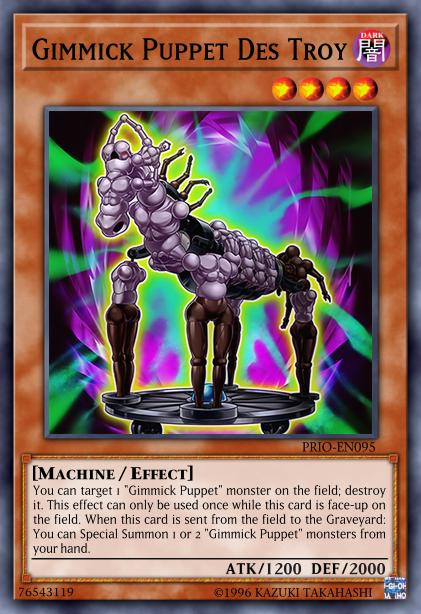 Gimmick Puppet Des Troy
DARK
闇
PRIO-EN095
[Machine / Effect]
You can target 1 "Gimmick Puppet" monster on the field; destroy
it. This effect can only be used once while this card is face-up on
the field. When this card is sent from the field to the Graveyard:
You can Special Summon 1 or 2 "Gimmick Puppet" monsters from
your hand.
ATK/1200 DEF/2000
76543119
©1996 KAZUKI TAKAHASHI